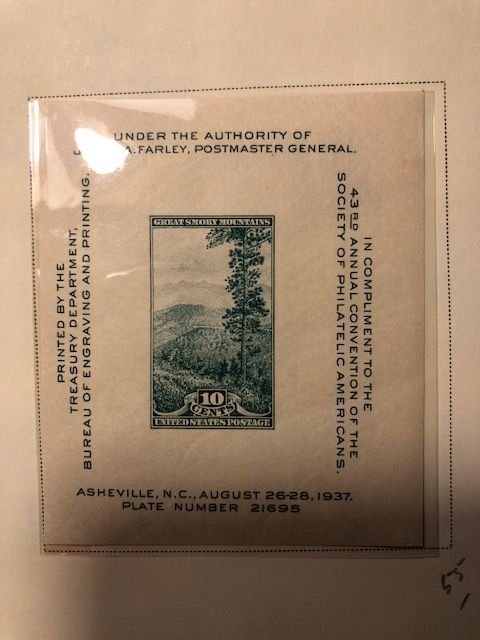 UNDER THE AUTHORITY OF
A. FARLEY, POSTMASTER GENERAL.
PRINTED BY THE
TREASURY DEPARTMENT,
BUREAU OF ENGRAVING AND PRINTING.
GREAT SMOKY MOUNTAINS
10
CENTS
UNITED STATES POSTAGE
IN COMPLIMENT TO THE
43RD ANNUAL CONVENTION OF THE
SOCIETY OF PHILATELIC AMERICANS.
ASHEVILLE, N.C., AUGUST 26-28, 1937.
PLATE NUMBER 21695